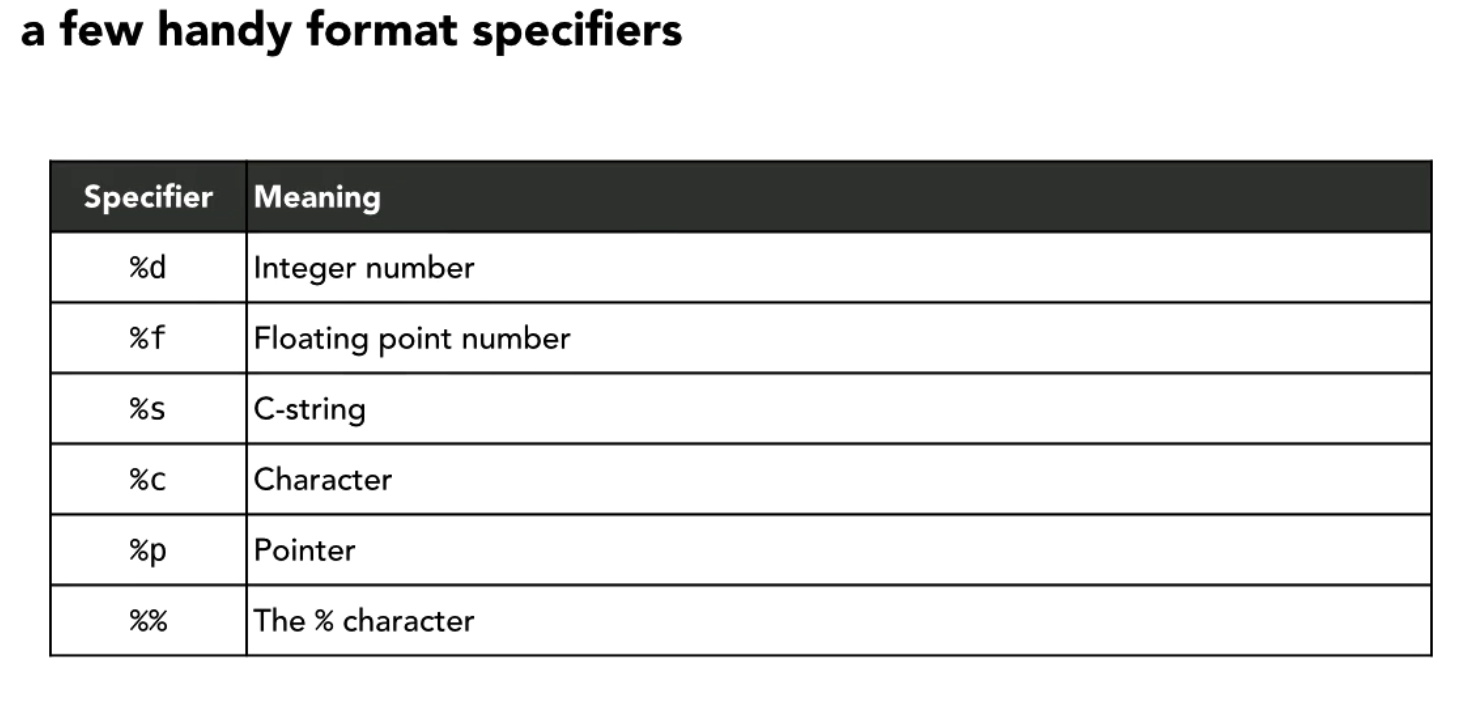 a few handy format specifiers
Specifier Meaning
%d Integer number
%f Floating point number
%s C-string
%c Character
%p Pointer
%% The % character